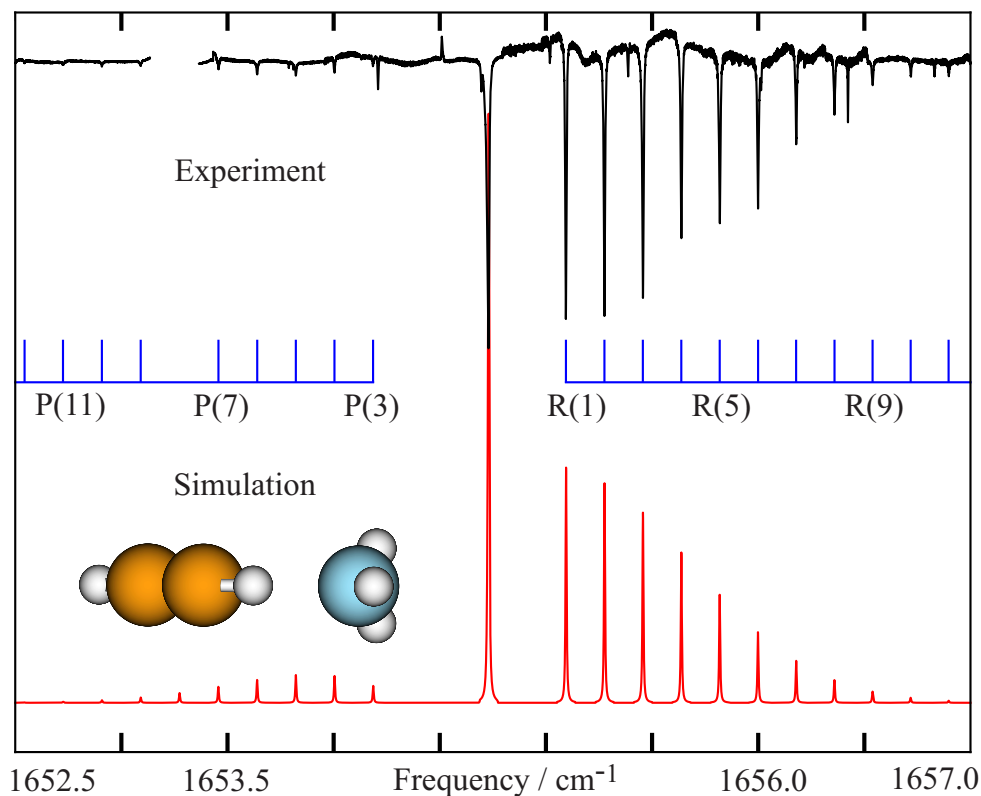 Experiment
P(11) P(7) P(3) R(1) R(5) R(9)
Simulation
1652.5 1653.5 Frequency / cm-1 1656.0 1657.0